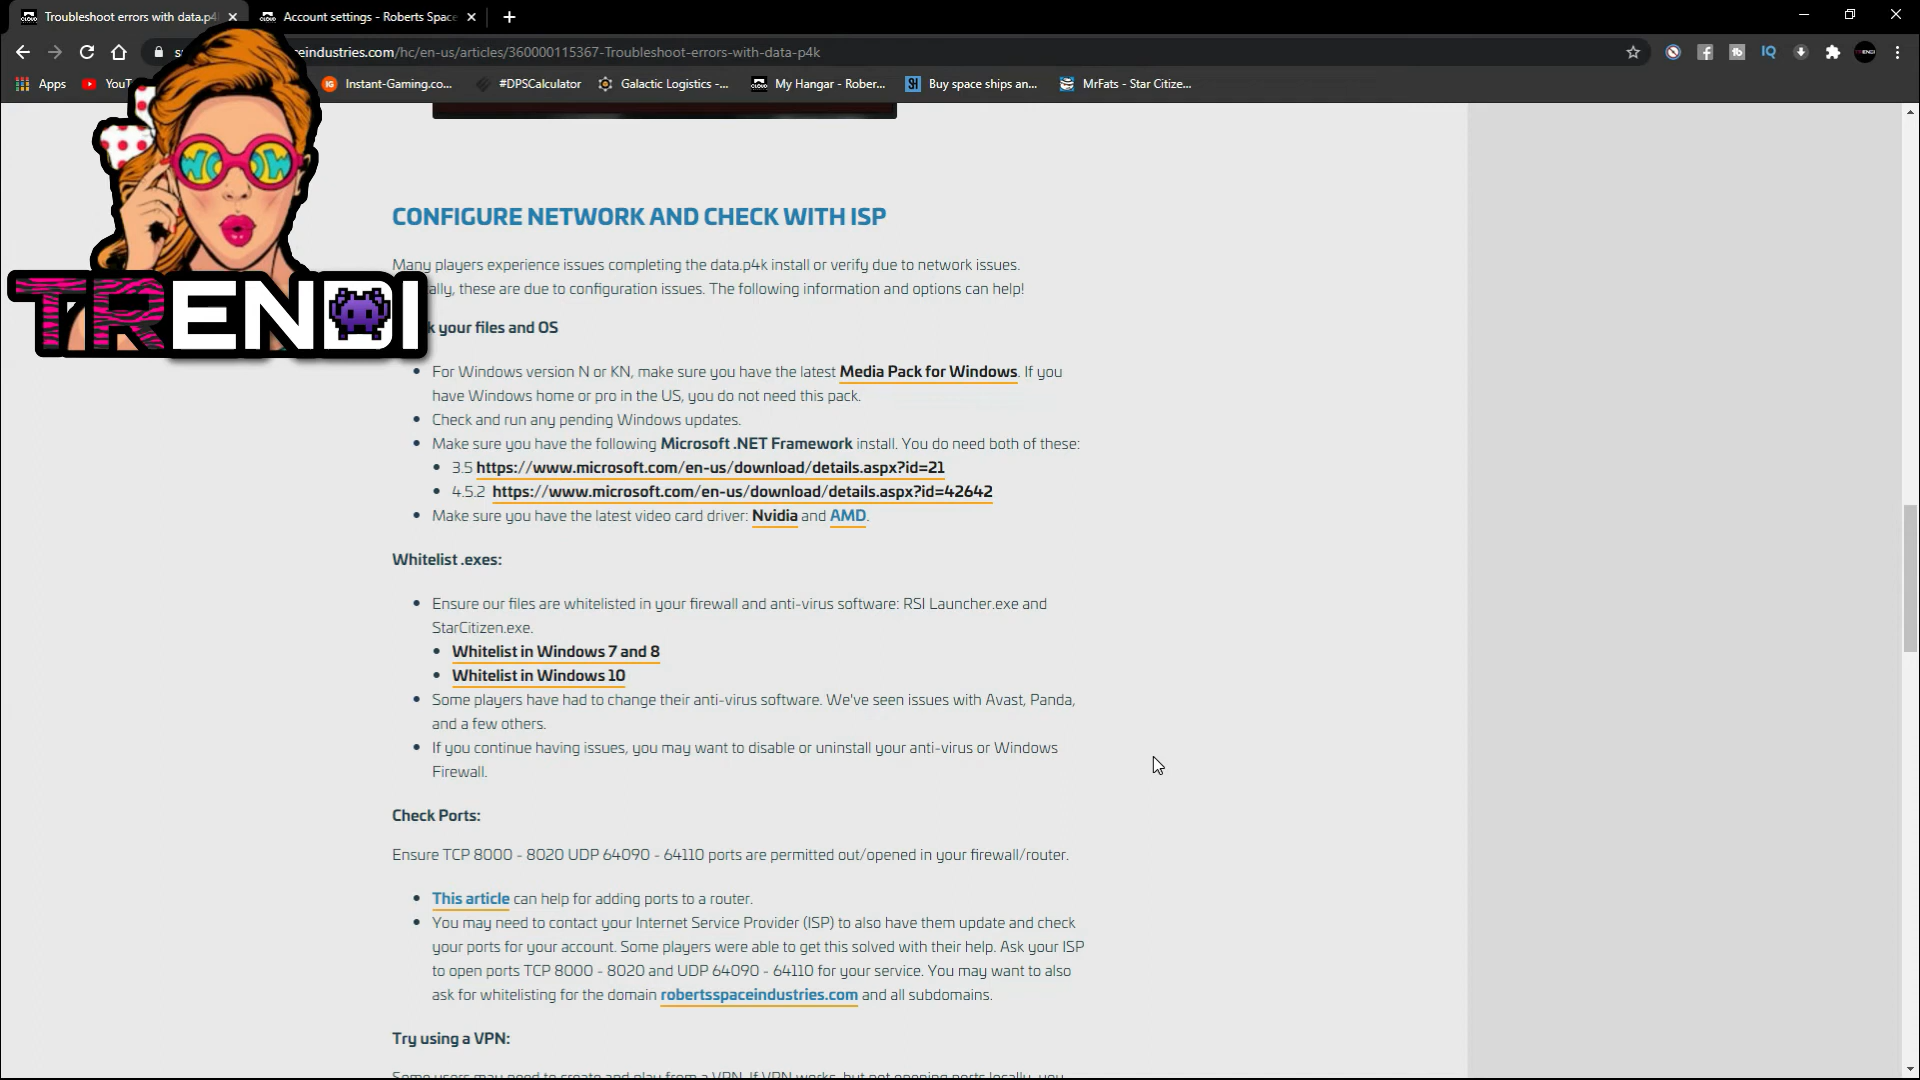 Troubleshoot errors with data.p4
Account settings - Roberts Space
eindustries.com/hc/en-us/articles/360000115367-Troubleshoot-errors-with-data-p4k
Apps
Instant-Gaming.co...
#DPSCalculator
Galactic Logistics -...
My Hangar - Rober...
Buy space ships an...
MrFats - Star Citize...
WOW
TRENDI
CONFIGURE NETWORK AND CHECK WITH ISP
Many players experience issues completing the data.p4k install or verify due to network issues.
ally, these are due to configuration issues. The following information and options can help!
k your files and OS
For Windows version N or KN, make sure you have the latest Media Pack for Windows. If you
have Windows home or pro in the US, you do not need this pack.
Check and run any pending Windows updates.
Make sure you have the following Microsoft .NET Framework install. You do need both of these:
3.5 https://www.microsoft.com/en-us/download/details.aspx?id=21
4.5.2 https://www.microsoft.com/en-us/download/details.aspx?id=42642
Make sure you have the latest video card driver: Nvidia and AMD.
Whitelist .exes:
Ensure our files are whitelisted in your firewall and anti-virus software: RSI Launcher.exe and
StarCitizen.exe.
Whitelist in Windows 7 and 8
Whitelist in Windows 10
Some players have had to change their anti-virus software. We've seen issues with Avast, Panda,
and a few others.
If you continue having issues, you may want to disable or uninstall your anti-virus or Windows
Firewall.
Check Ports:
Ensure TCP 8000 - 8020 UDP 64090 - 64110 ports are permitted out/opened in your firewall/router.
This article can help for adding ports to a router.
You may need to contact your Internet Service Provider (ISP) to also have them update and check
your ports for your account. Some players were able to get this solved with their help. Ask your ISP
to open ports TCP 8000 - 8020 and UDP 64090 - 64110 for your service. You may want to also
ask for whitelisting for the domain robertsspaceindustries.com and all subdomains.
Try using a VPN:
Some users may need to create and play from a VPN. If VPN works, but not opening ports locally, you